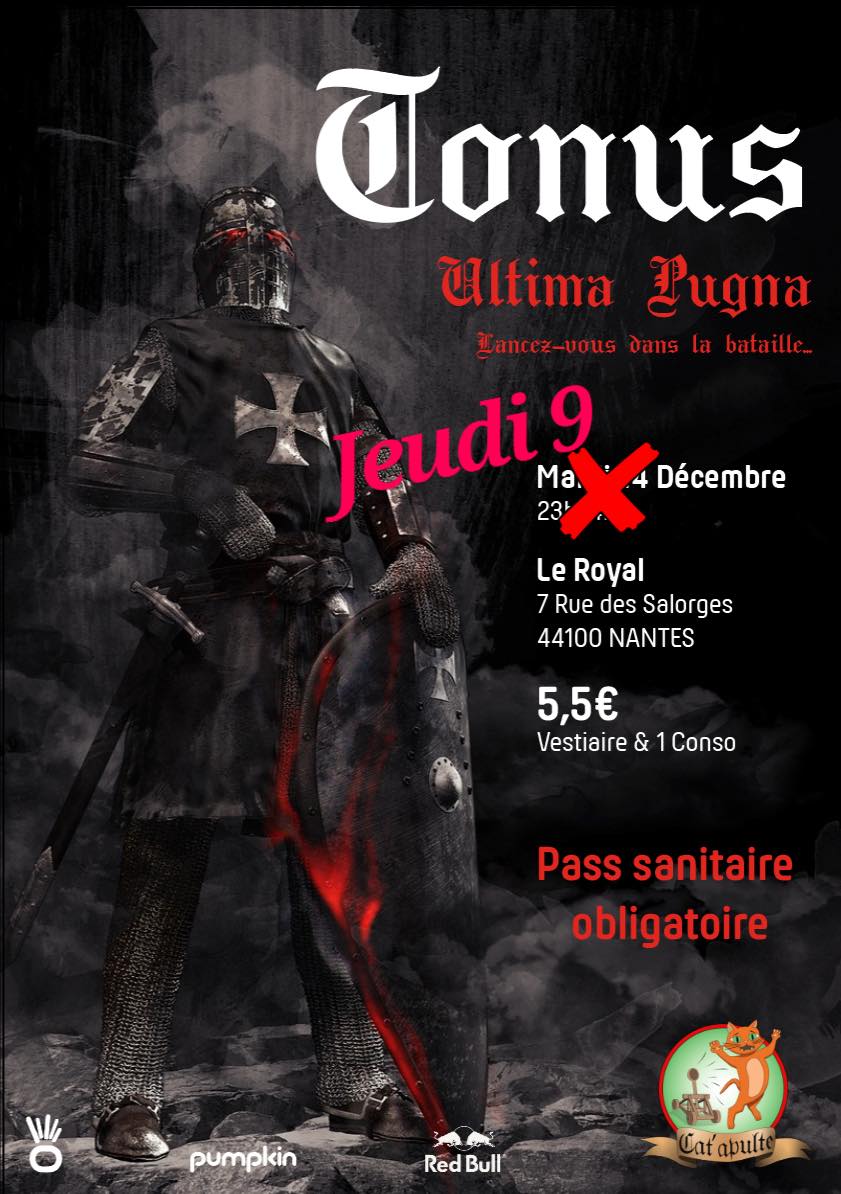 Tonus
Ultima Pugna
Lancez-vous dans la bataille...
Jeudi 9
Décembre
Le Royal
7 Rue des Salorges
44100 NANTES
5,5€
Vestiaire & 1 Conso
Pass sanitaire
obligatoire
Cat'apulte
pumpkin
Red Bull